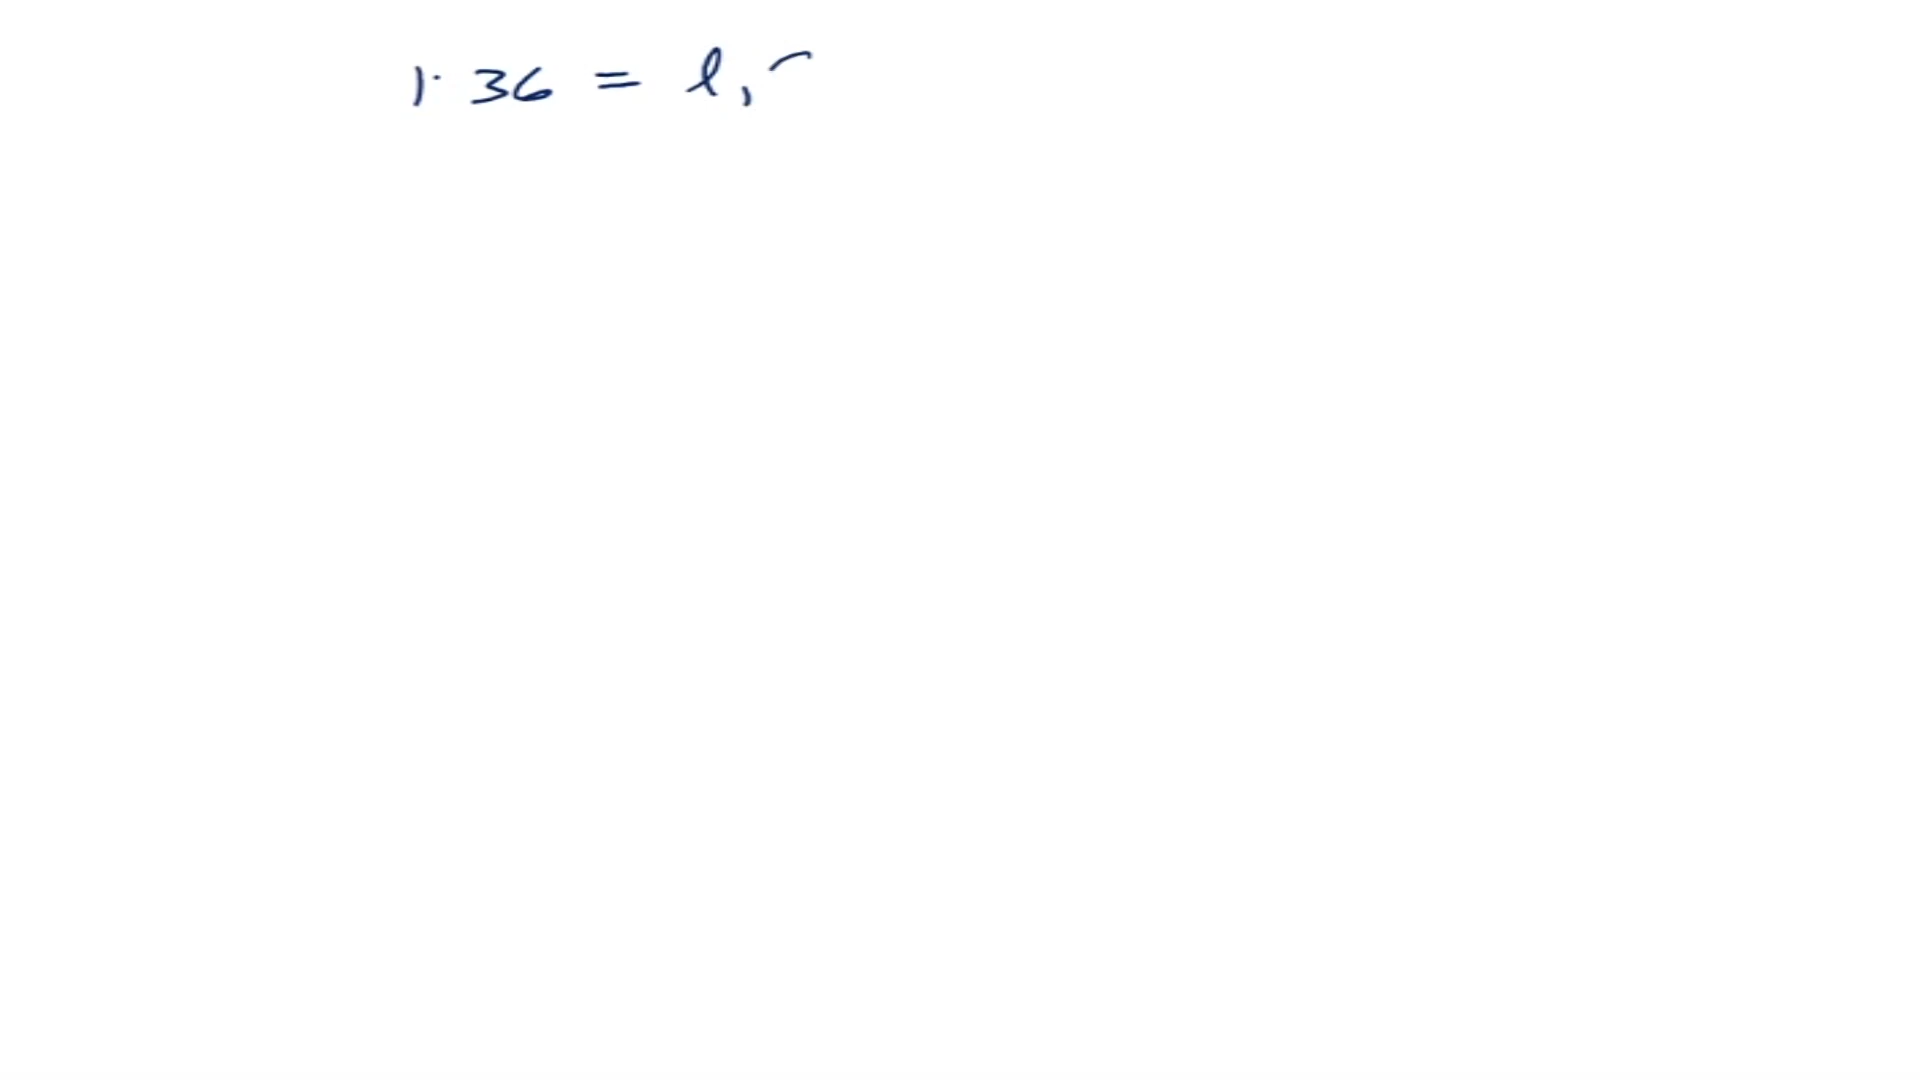 1. 36 = l,